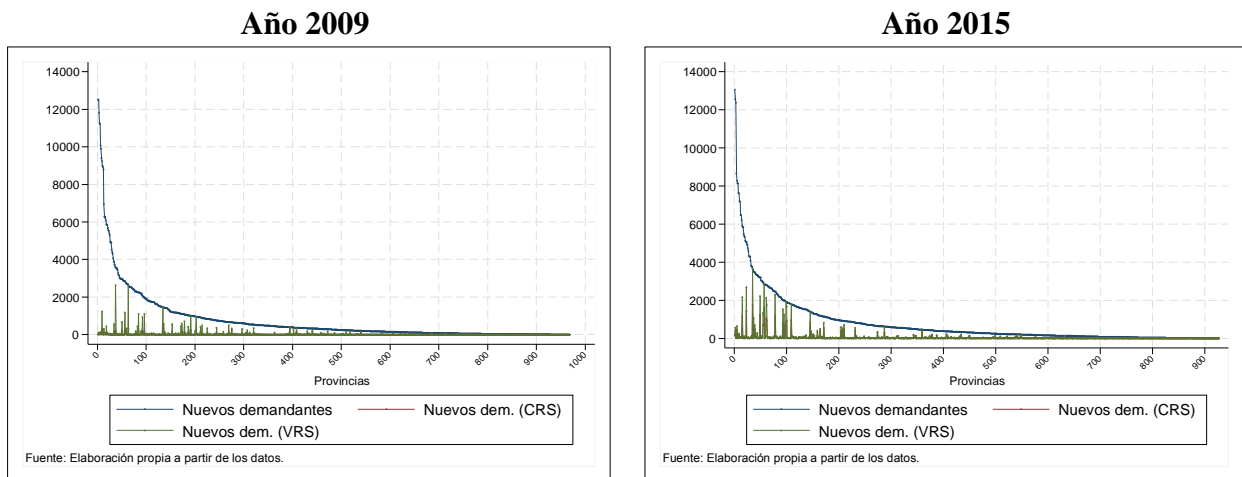 Año 2009
14000
12000
10000
8000
6000
4000
2000
0
0 100 200 300 400 500 600 700 800 900 1000
Provincias
Nuevos demandantes Nuevos dem. (CRS)
Nuevos dem. (VRS)
Fuente: Elaboración propia a partir de los datos.
Año 2015
14000
12000
10000
8000
6000
4000
2000
0
0 100 200 300 400 500 600 700 800 900
Provincias
Nuevos demandantes Nuevos dem. (CRS)
Nuevos dem. (VRS)
Fuente: Elaboración propia a partir de los datos.